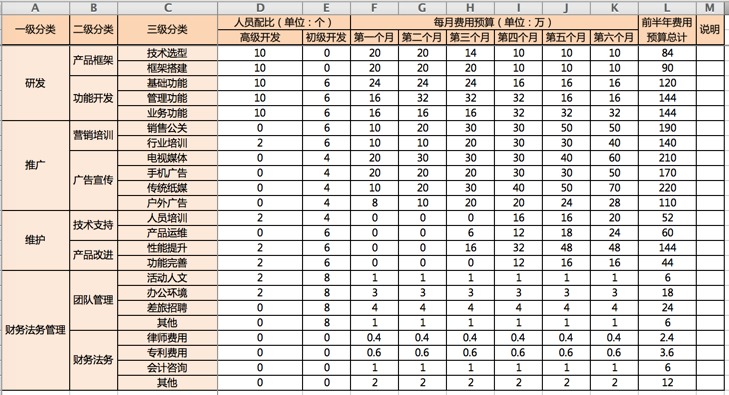 A B C D E F G H I J K L M
一级分类 二级分类 三级分类 人员配比（单位：个） 每月费用预算（单位：万） 前半年费用预算总计 说明
高级开发 初级开发 第一个月 第二个月 第三个月 第四个月 第五个月 第六个月
研发 产品框架 技术选型 10 0 20 20 14 10 10 10 84
框架搭建 10 0 20 20 20 10 10 10 90
功能开发 基础功能 10 6 24 24 24 16 16 16 120
管理功能 10 6 16 32 32 32 16 16 144
业务功能 10 6 16 16 16 32 32 32 144
推广 营销培训 销售公关 0 6 10 20 30 30 50 50 190
行业培训 2 6 10 10 20 30 30 40 140
广告宣传 电视媒体 0 4 20 30 30 30 40 60 210
手机广告 0 4 20 20 20 30 30 50 170
传统纸媒 0 4 10 20 30 40 50 70 220
户外广告 0 4 8 10 20 20 24 28 110
维护 技术支持 人员培训 2 4 0 0 0 16 16 20 52
产品运维 0 6 0 0 6 12 18 24 60
产品改进 性能提升 2 6 0 0 16 32 48 48 144
功能完善 2 6 0 0 0 12 16 16 44
财务法务管理 团队管理 活动人文 2 8 1 1 1 1 1 1 6
办公环境 2 8 3 3 3 3 3 3 18
差旅招聘 0 8 4 4 4 4 4 4 24
其他 0 8 1 1 1 1 1 1 6
财务法务 律师费用 0 0 0.4 0.4 0.4 0.4 0.4 0.4 2.4
专利费用 0 0 0.6 0.6 0.6 0.6 0.6 0.6 3.6
会计咨询 0 0 1 1 1 1 1 1 6
其他 0 0 2 2 2 2 2 2 12